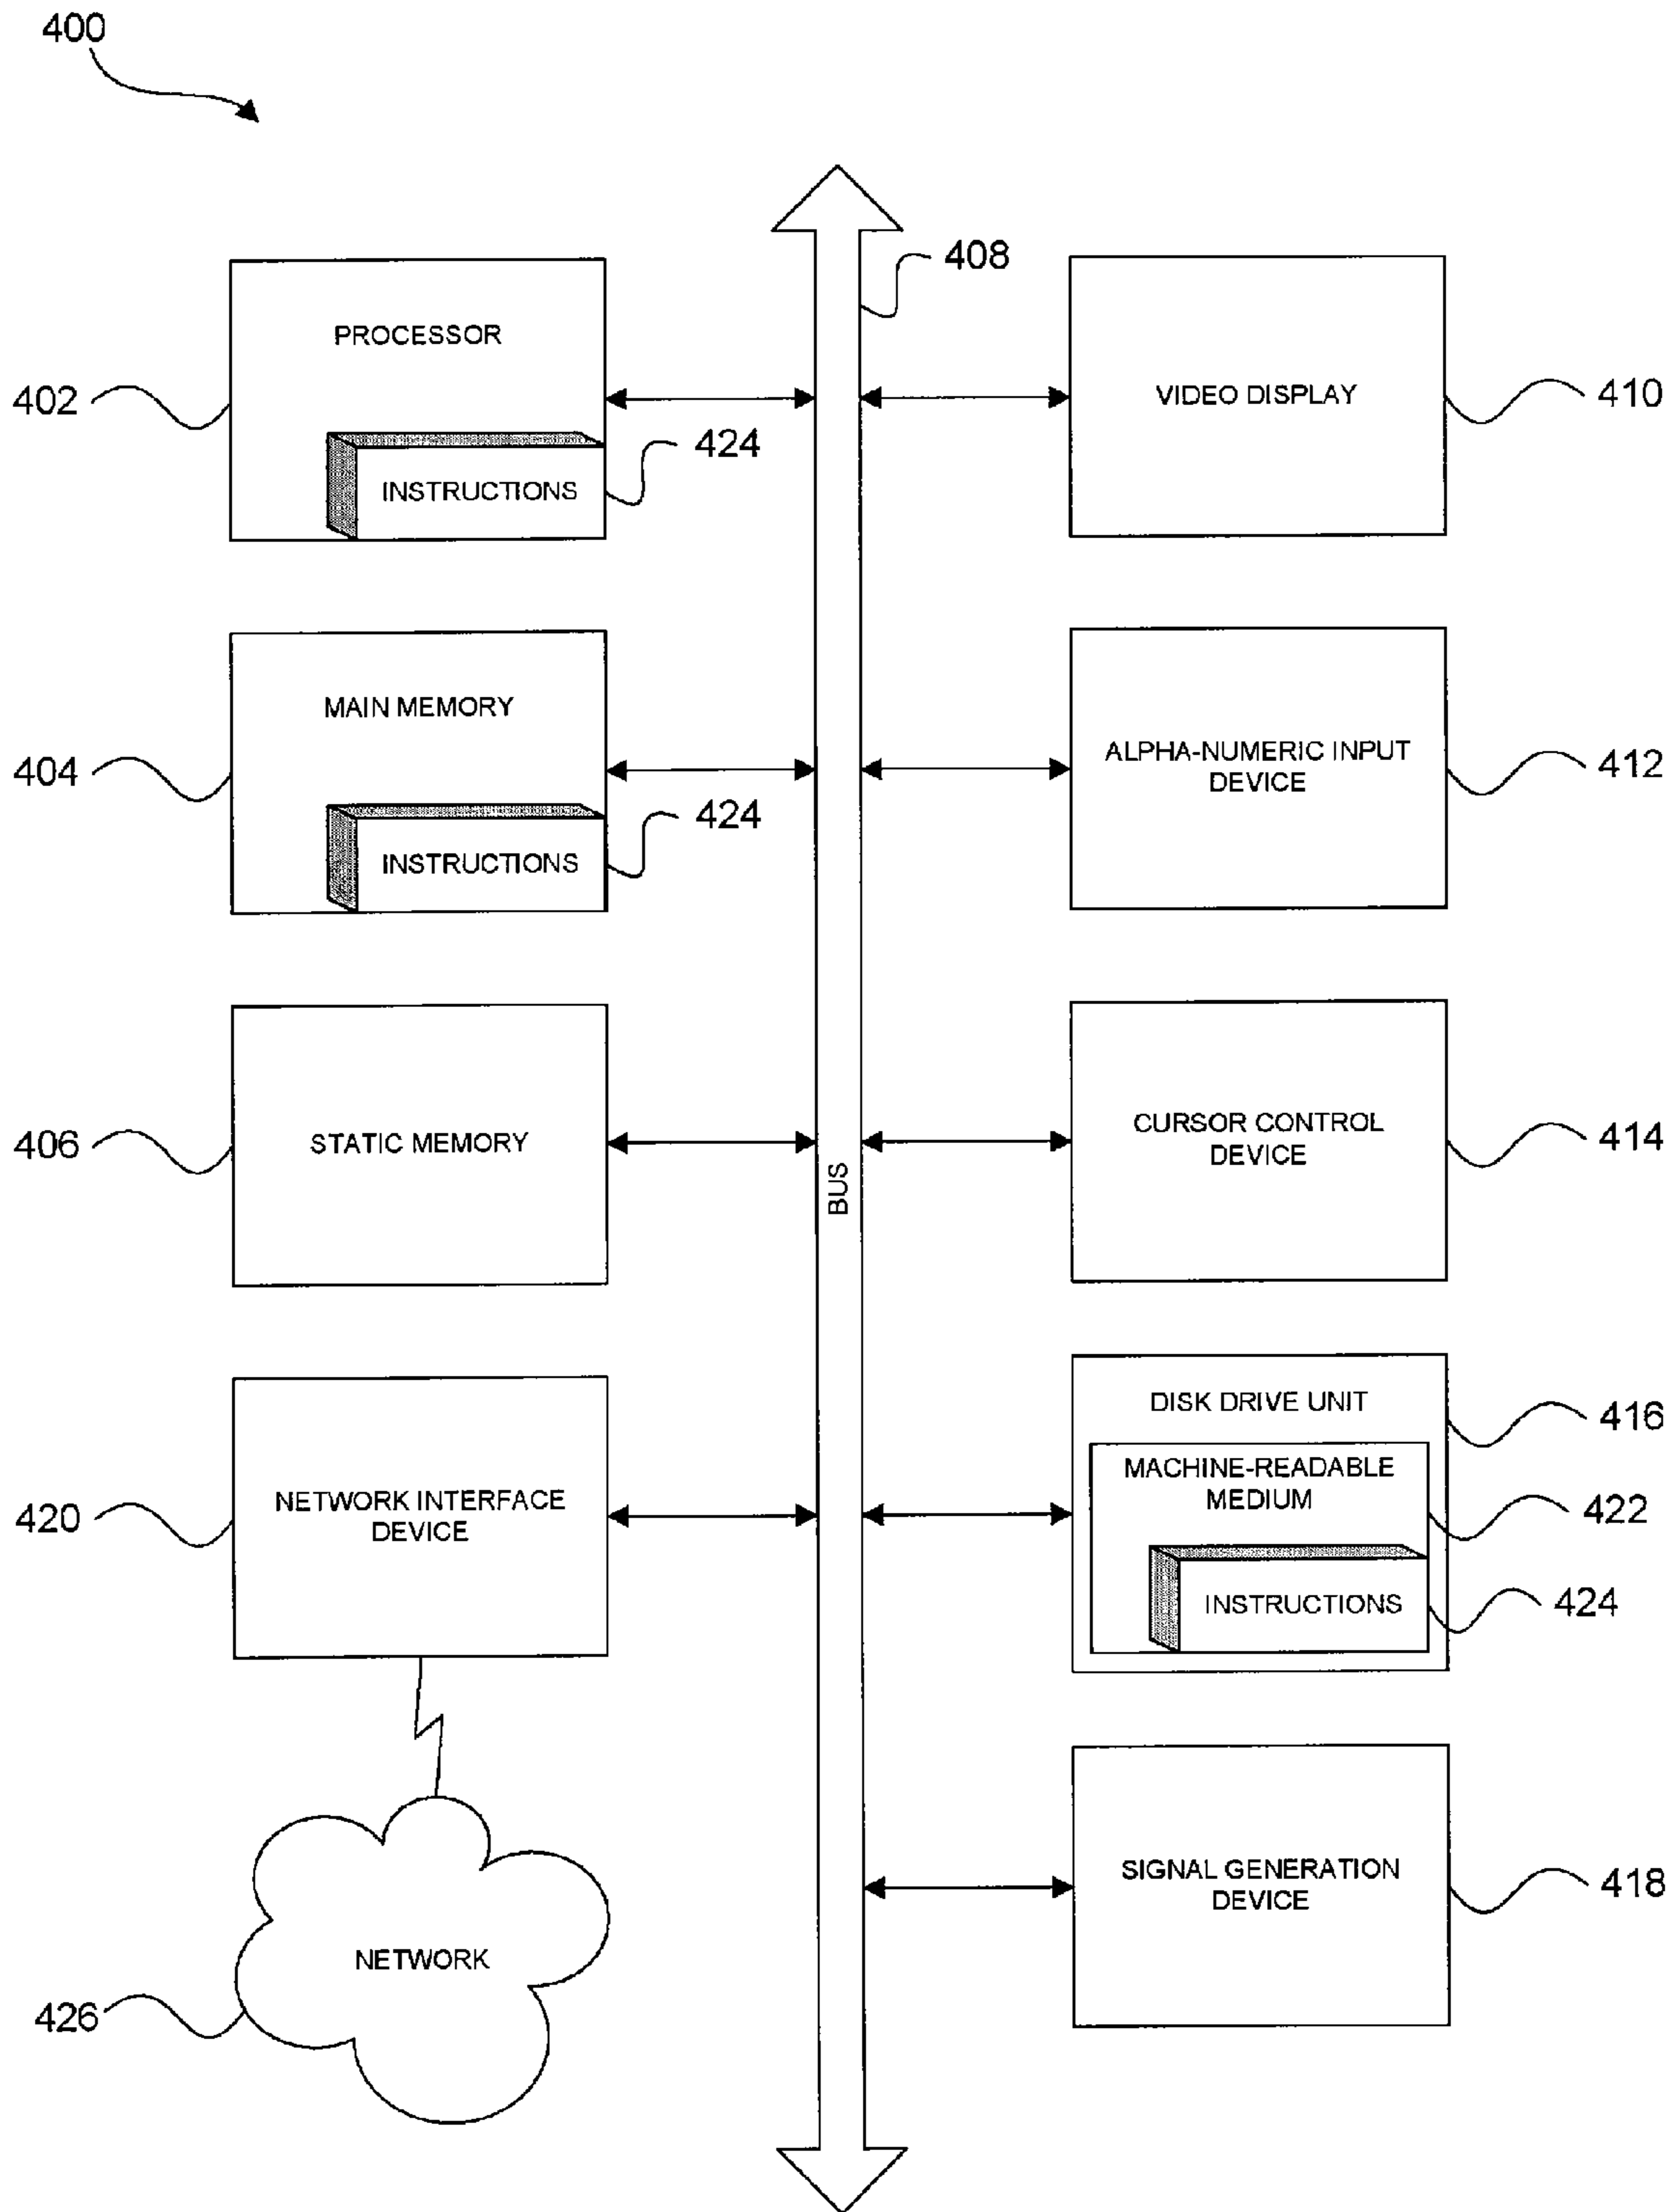 400
408
PROCESSOR
402
424
INSTRUCTIONS
VIDEO DISPLAY
410
MAIN MEMORY
404
424
INSTRUCTIONS
ALPHA-NUMERIC INPUT
DEVICE
412
STATIC MEMORY
406
BUS
CURSOR CONTROL
DEVICE
414
NETWORK INTERFACE
DEVICE
420
DISK DRIVE UNIT
416
MACHINE-READABLE
MEDIUM
422
INSTRUCTIONS
424
NETWORK
426
SIGNAL GENERATION
DEVICE
418